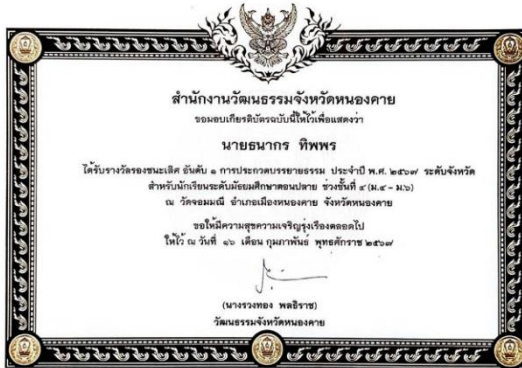 สำนักงานวัฒนธรรมจังหวัดหนองคาย
ขอมอบเกียรติบัตรฉบับนี้ให้ไว้เพื่อแสดงว่า
นายธนากร ทิพพร
ได้รับรางวัลรองชนะเลิศ อันดับ ๑ การประกวดบรรยายธรรม ประจำปี พ.ศ. ๒๕๖๗ ระดับจังหวัด
สำหรับนักเรียนระดับมัธยมศึกษาตอนปลาย ช่วงชั้นที่ ๔ (ม.๔ - ม.๖)
ณ วัดจอมมณี อำเภอเมืองหนองคาย จังหวัดหนองคาย
ขอให้มีความสุขความเจริญรุ่งเรืองตลอดไป
ให้ไว้ ณ วันที่ ๑๖ เดือน กุมภาพันธ์ พุทธศักราช ๒๕๖๗
(นางรวงทอง พลธิราช)
วัฒนธรรมจังหวัดหนองคาย